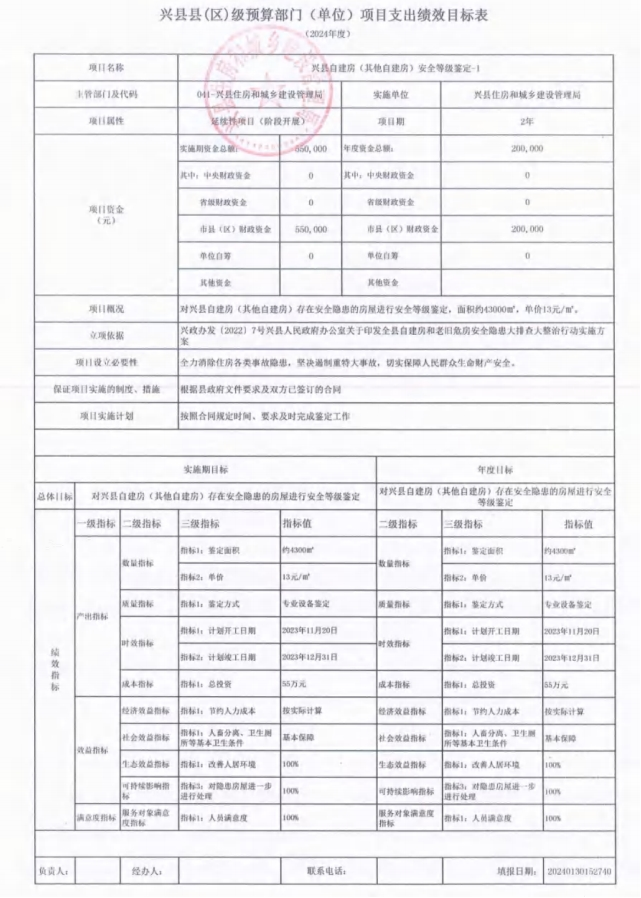 兴县县(区)级预算部门(单位)项目支出绩效目标表
(2024年度)
项目名称 兴县自建房(其他自建房)安全等级鉴定-1
主管部门及代码 041-兴县住房和城乡建设管理局 实施单位 兴县住房和城乡建设管理局
项目属性 延续性项目(阶段开展) 项目期 2年
项目资金
(元)
实施期资金总额: 550,000 年度资金总额: 200,000
其中:中央财政资金 0 其中:中央财政资金 0
省级财政资金 0 省级财政资金 0
市县(区)财政资金 550,000 市县(区)财政资金 200,000
单位自筹 0 单位自筹 0
其他资金 其他资金
项目概况 对兴县自建房(其他自建房)存在安全隐患的房屋进行安全等级鉴定,面积约43000㎡,单价13元/㎡。
立项依据 兴政办发〔2022〕7号兴县人民政府办公室关于印发全县自建房和老旧危房安全隐患大排查大整治行动实施方
案
项目设立必要性 全力消除住房各类事故隐患,坚决遏制重特大事故,切实保障人民群众生命财产安全。
保证项目实施的制度、措施 根据县政府文件要求及双方已签订的合同
项目实施计划 按照合同规定时间、要求及时完成鉴定工作
实施期目标 年度目标
总体目标 对兴县自建房(其他自建房)存在安全隐患的房屋进行安全等级鉴定 对兴县自建房(其他自建房)存在安全隐患的房屋进行安全
等级鉴定
绩效指标
一级指标 二级指标 三级指标 指标值 二级指标 三级指标 指标值
产出指标
数量指标 指标1:鉴定面积 约4300㎡ 数量指标 指标1:鉴定面积 约4300㎡
指标2:单价 13元/㎡ 指标2:单价 13元/㎡
质量指标 指标1:鉴定方式 专业设备鉴定 质量指标 指标1:鉴定方式 专业设备鉴定
时效指标 指标1:计划开工日期 2023年11月20日 时效指标 指标1:计划开工日期 2023年11月20日
指标2:计划竣工日期 2023年12月31日 指标2:计划竣工日期 2023年12月31日
成本指标 指标1:总投资 55万元 成本指标 指标1:总投资 55万元
效益指标
经济效益指标 指标1:节约人力成本 按实际计算 经济效益指标 指标1:节约人力成本 按实际计算
社会效益指标 指标1:人畜分离、卫生厕
所等基本卫生条件 基本保障 社会效益指标 指标1:人畜分离、卫生厕
所等基本卫生条件 基本保障
生态效益指标 指标1:改善人居环境 100% 生态效益指标 指标1:改善人居环境 100%
可持续影响指
标 指标3:对隐患房屋进一步
进行处理 100% 可持续影响指标 指标3:对隐患房屋进一步
进行处理 100%
满意度指标 服务对象满意
度指标 指标1:人员满意度 100% 服务对象满意度
指标 指标1:人员满意度 100%
负责人: 经办人: 联系电话: 填报日期: 20240130152740